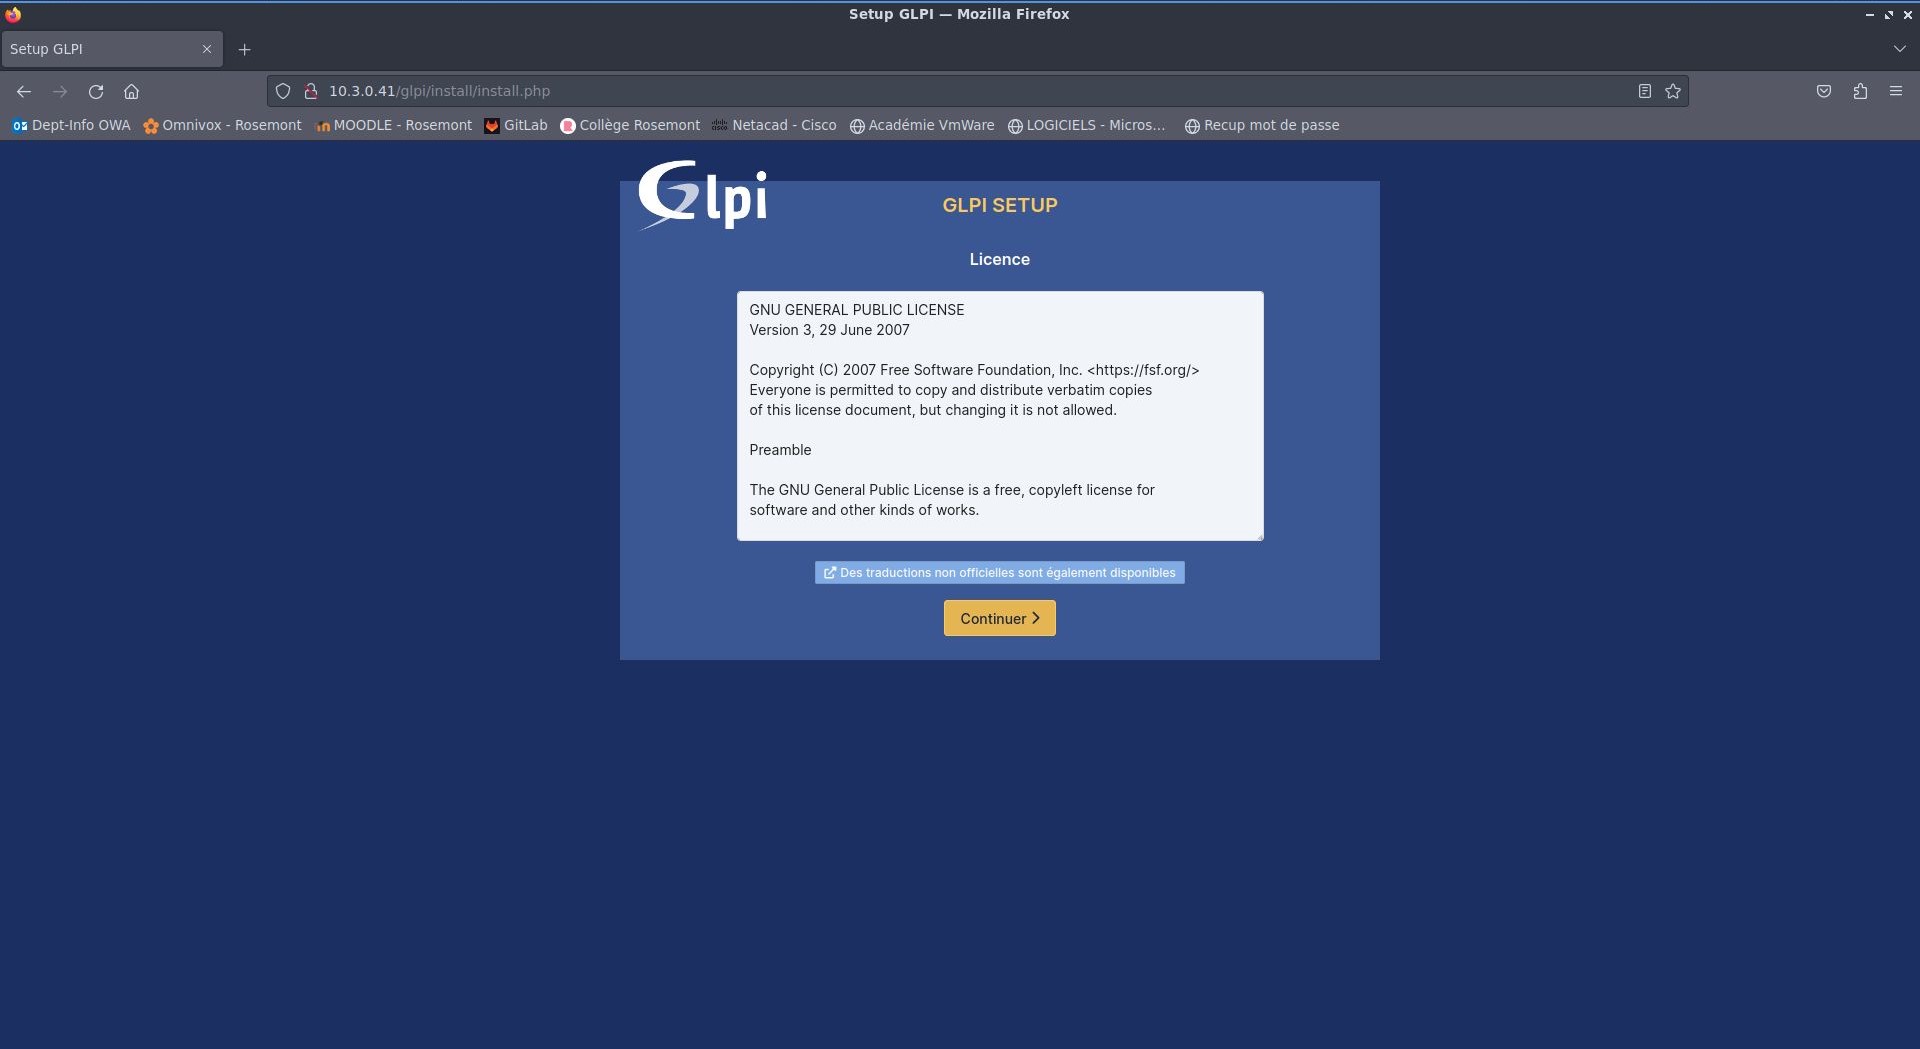 Setup GLPI — Mozilla Firefox
Setup GLPI
10.3.0.41/glpi/install/install.php
Dept-Info OWA Omnivox - Rosemont MOODLE - Rosemont GitLab Collège Rosemont Netacad - Cisco Académie VmWare LOGICIELS - Micros... Recup mot de passe
Glpi
GLPI SETUP
Licence
GNU GENERAL PUBLIC LICENSE
Version 3, 29 June 2007
Copyright (C) 2007 Free Software Foundation, Inc. <https://fsf.org/>
Everyone is permitted to copy and distribute verbatim copies
of this license document, but changing it is not allowed.
Preamble
The GNU General Public License is a free, copyleft license for
software and other kinds of works.
Des traductions non officielles sont également disponibles
Continuer